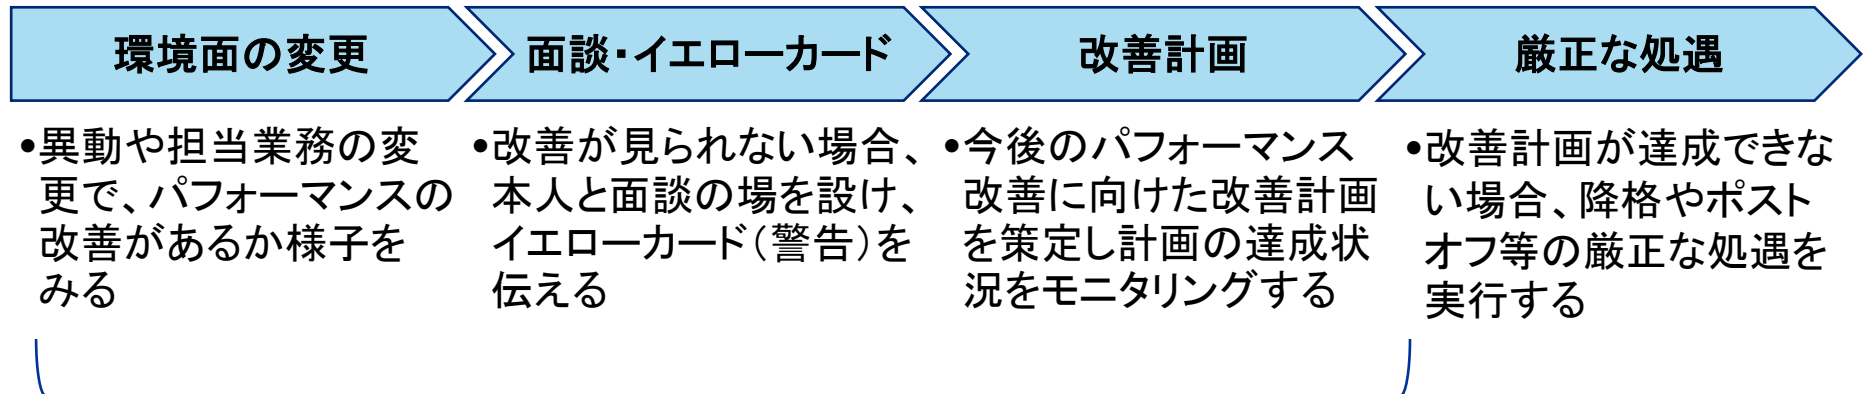 環境面の変更
面談・イエローカード
改善計画
厳正な処遇
•異動や担当業務の変
更で、パフォーマンスの
改善があるか様子を
みる
•改善が見られない場合、
本人と面談の場を設け、
イエローカード（警告）を
伝える
•今後のパフォーマンス
改善に向けた改善計画
を策定し計画の達成状
況をモニタリングする
•改善計画が達成できな
い場合、降格やポスト
オフ等の厳正な処遇を
実行する